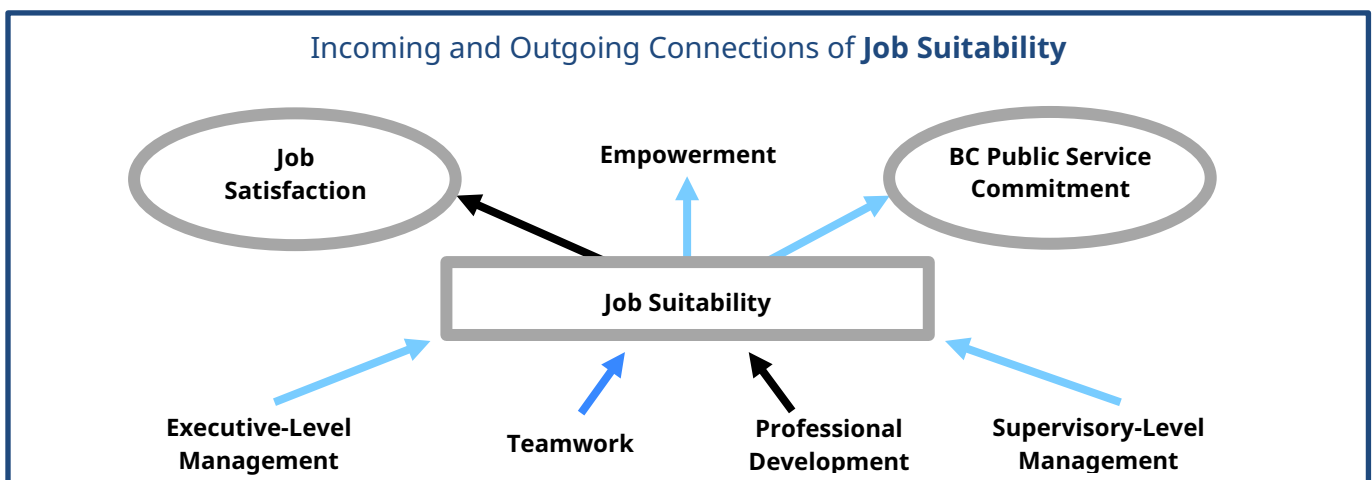 Incoming and Outgoing Connections of Job Suitability
Job
Satisfaction
Empowerment
BC Public Service
Commitment
Job Suitability
Executive-Level
Management
Teamwork
Professional
Development
Supervisory-Level
Management